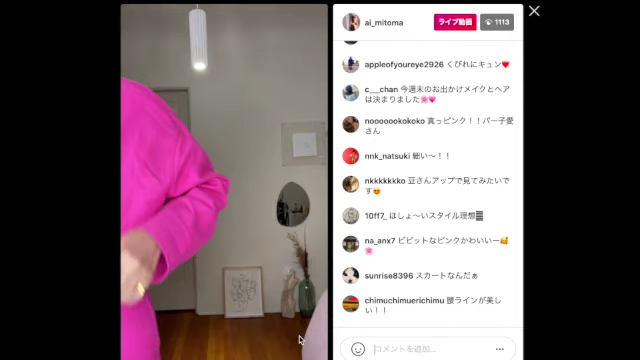 ai_mitoma
ライブ動画
1113
appleofyoureye2926 くびれにキュン❤️
c___chan 今週末のお出かけメイクとヘア
は決まりました🌸💗
nooooookokoko 真っピンク！！パー子愛
さん
nnk_natsuki 細い〜！！
nkkkkkkko 豆さんアップで見てみたいで
す😍
10ff7_ ほしょ〜いスタイル理想
na_anx7 ビビットなピンクかわいいー🥰
🌸
sunrise8396 スカートなんだぁ
chimuchimuerichimu 腰ラインが美し
い！！
コメントを追加...